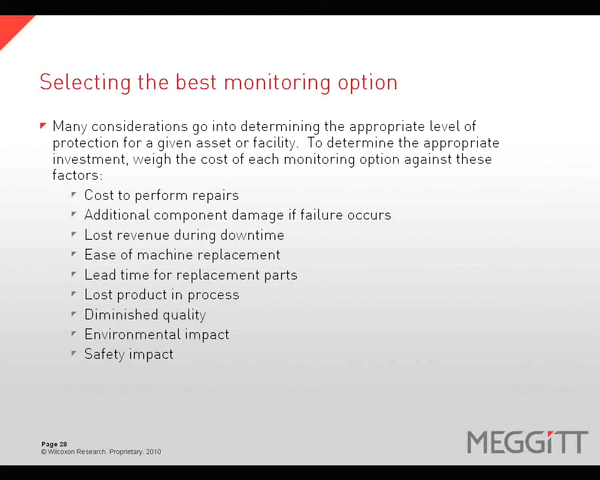 Selecting the best monitoring option
Many considerations go into determining the appropriate level of
protection for a given asset or facility. To determine the appropriate
investment, weigh the cost of each monitoring option against these
factors:
Cost to perform repairs
Additional component damage if failure occurs
Lost revenue during downtime
Ease of machine replacement
Lead time for replacement parts
Lost product in process
Diminished quality
Environmental impact
Safety impact
Page 28
© Wilcoxon Research, Proprietary, 2010
MEGGITT